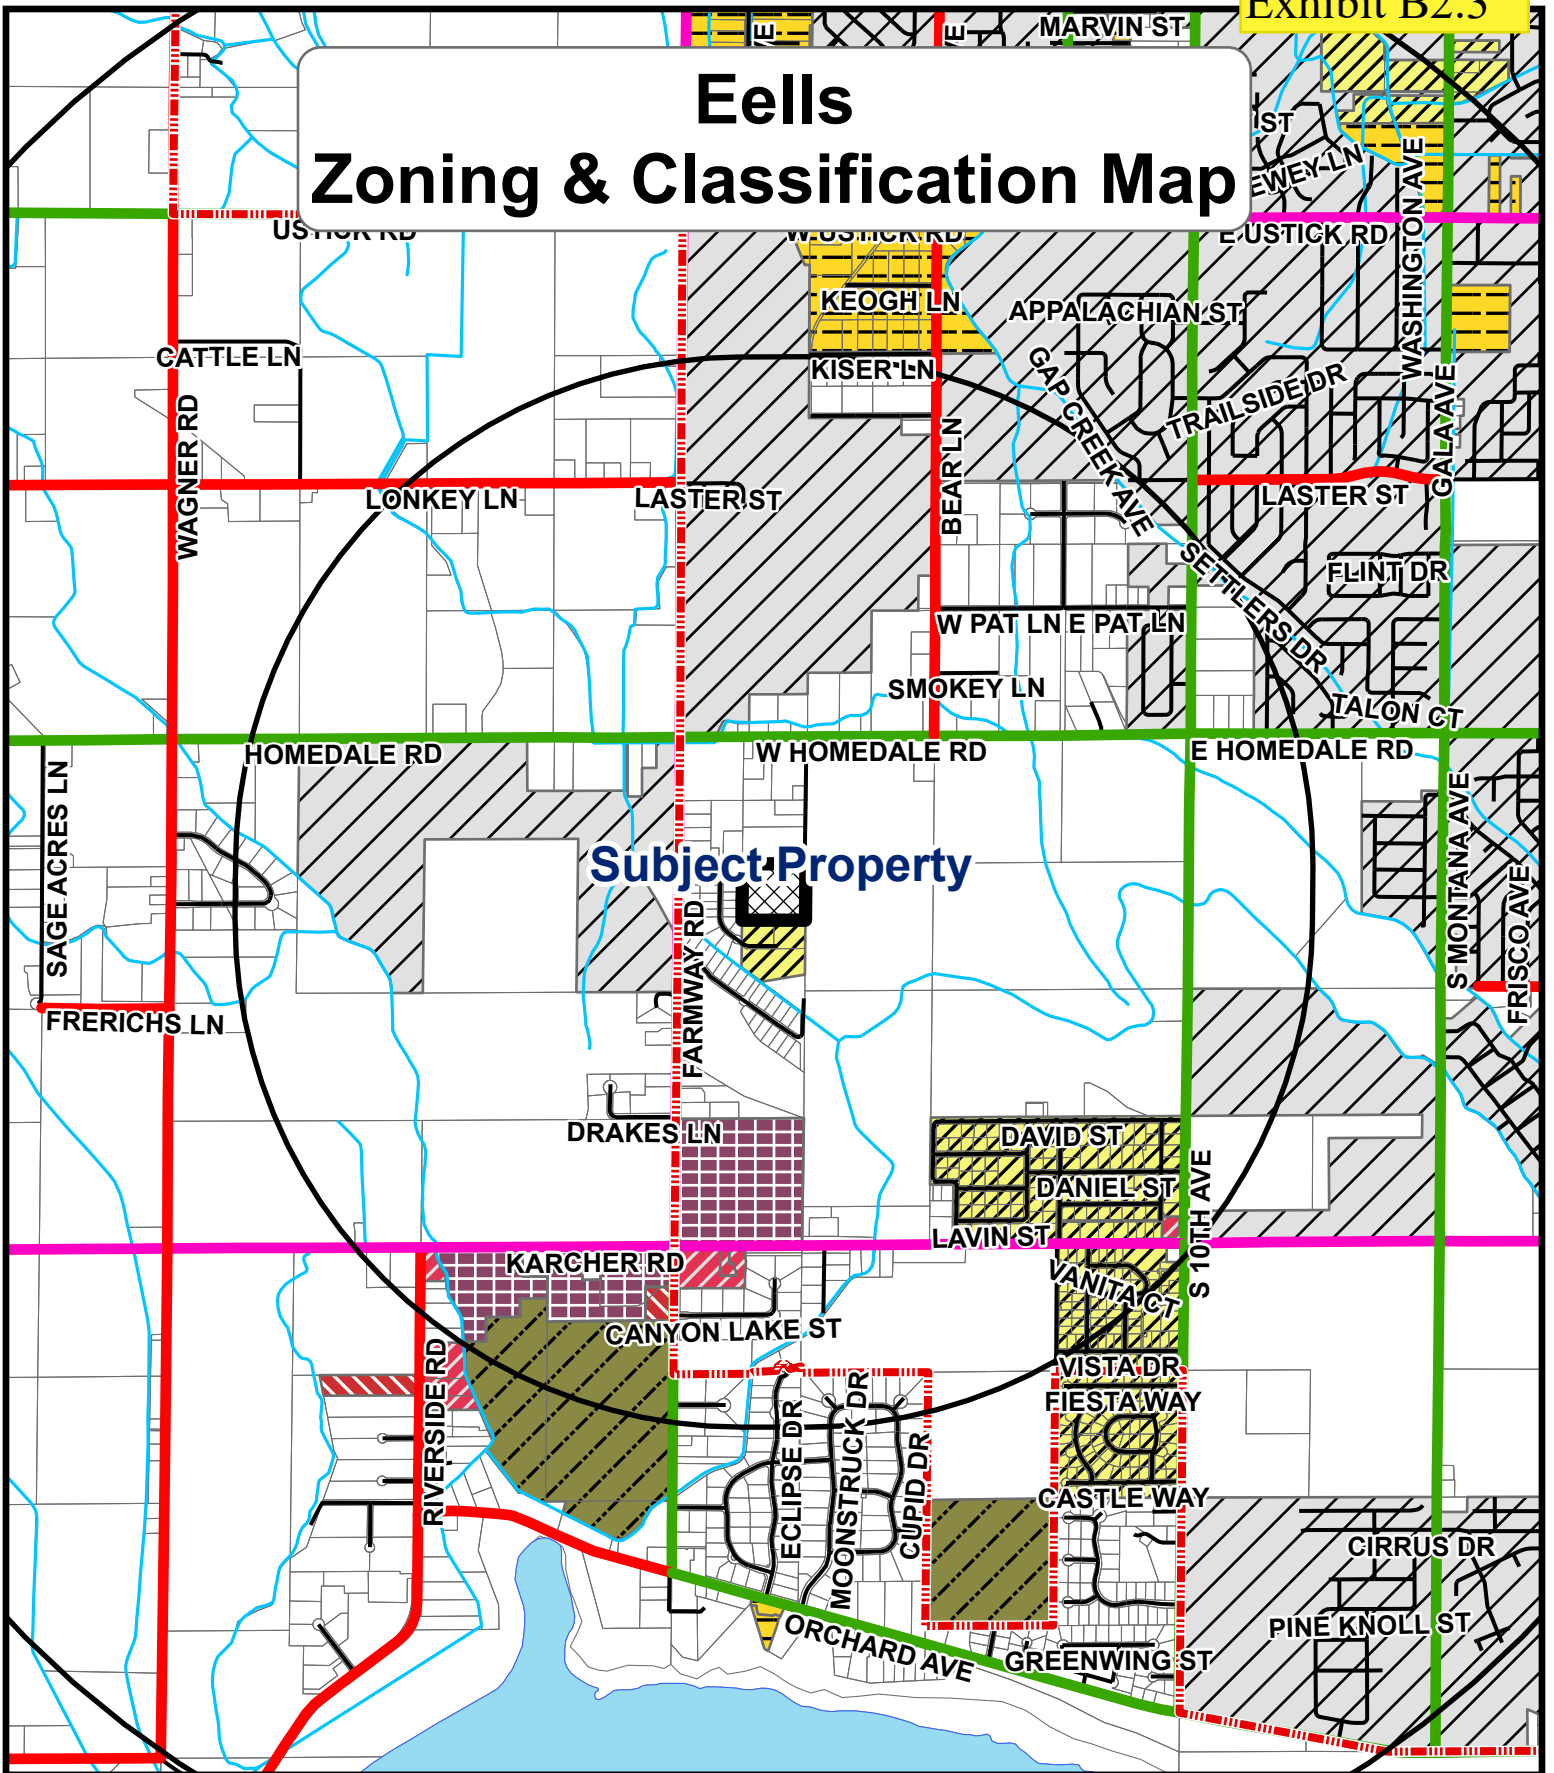 Exhibit B2.3
MARVIN ST
Eells
Zoning & Classification Map
ST
EWEY LN
WASHINGTON AVE
USTICK RD
W USTICK RD
E USTICK RD
KEOGH LN
APPALACHIAN ST
CATTLE LN
KISER LN
GAP CREEK AVE
TRAILSIDE DR
WAGNER RD
BEAR LN
GALA AVE
LONKEY LN
LASTER ST
LASTER ST
SETTLERS DR
FLINT DR
W PAT LN
E PAT LN
SMOKEY LN
TALON CT
HOMEDALE RD
W HOMEDALE RD
E HOMEDALE RD
SAGE ACRES LN
S MONTANA AVE
Subject Property
FRISCO AVE
FARMWAY RD
FRERICHS LN
DRAKES LN
DAVID ST
DANIEL ST
S 10TH AVE
LAVIN ST
KARCHER RD
VANITA CT
CANYON LAKE ST
RIVERSIDE RD
VISTA DR
FIESTA WAY
ECLIPSE DR
MOONSTRUCK DR
CUPID DR
CASTLE WAY
CIRRUS DR
PINE KNOLL ST
ORCHARD AVE
GREENWING ST